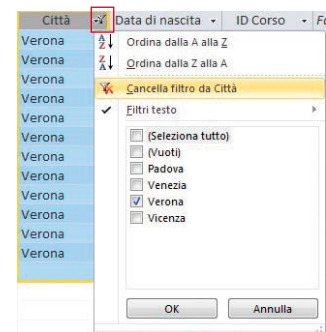 Città Data di nascita ID Corso
Verona
Verona
Verona
Verona
Verona
Verona
Verona
Verona
Verona
Verona
Verona
Verona
Ordina dalla A alla Z
Ordina dalla Z alla A
Cancella filtro da Città
Filtri testo
(Seleziona tutto)
(Vuoti)
Padova
Venezia
Verona
Vicenza
OK Annulla